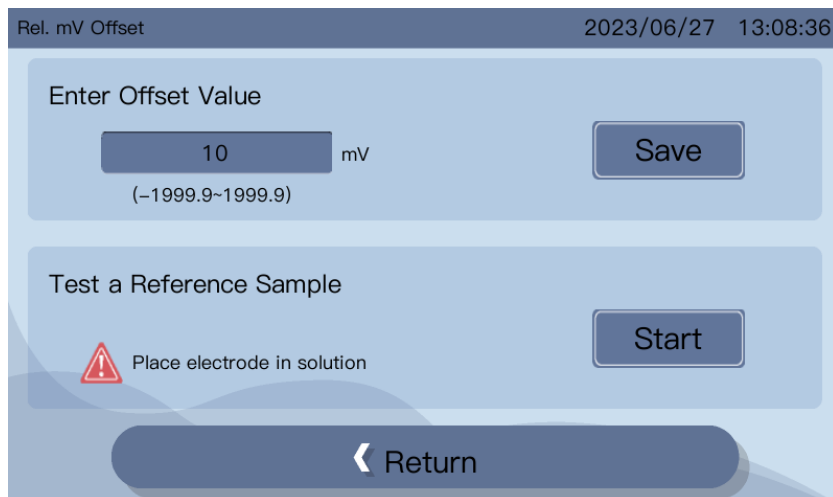 Rel. mV Offset 2023/06/27 13:08:36
Enter Offset Value
10 mV
Save
(-1999.9~1999.9)
Test a Reference Sample
Start
Place electrode in solution
Return